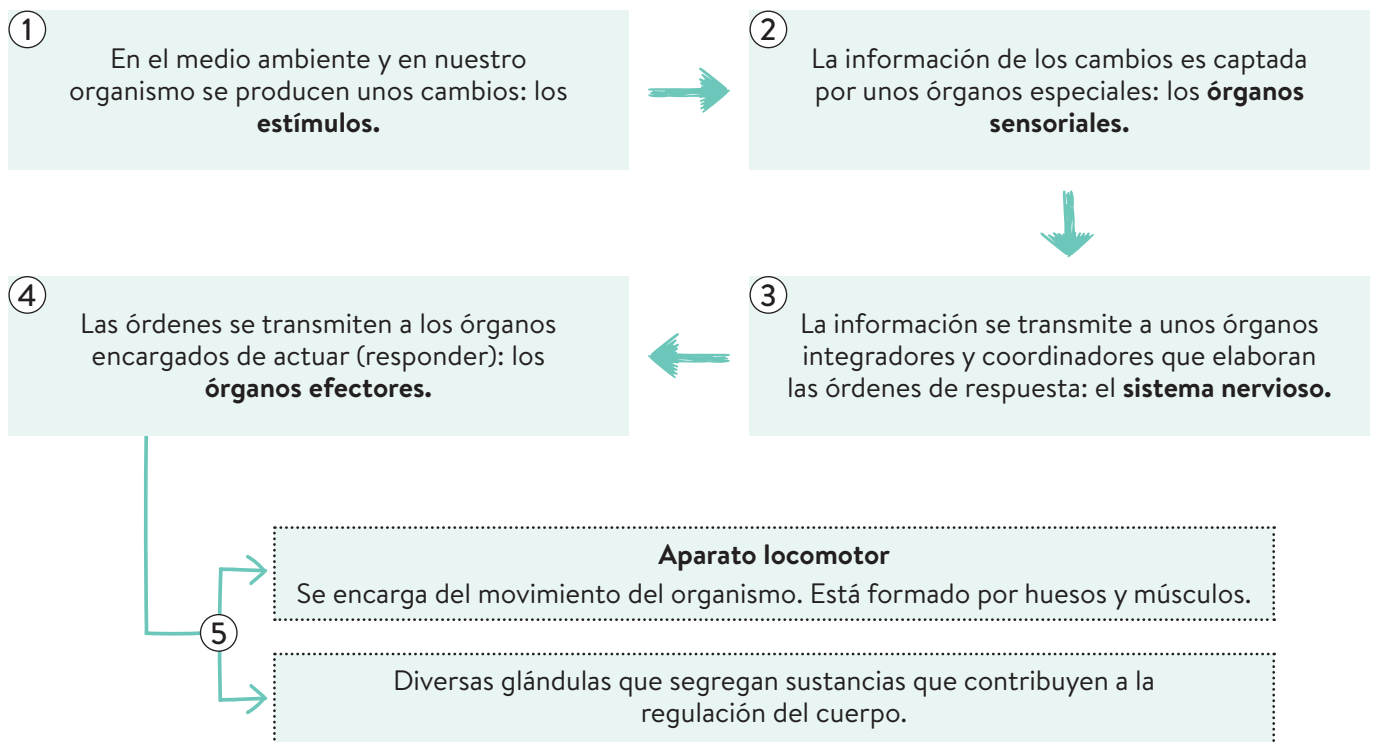 1
En el medio ambiente y en nuestro
organismo se producen unos cambios: los
estímulos.
2
La información de los cambios es captada
por unos órganos especiales: los órganos
sensoriales.
3
La información se transmite a unos órganos
integradores y coordinadores que elaboran
las órdenes de respuesta: el sistema nervioso.
4
Las órdenes se transmiten a los órganos
encargados de actuar (responder): los
órganos efectores.
5
Aparato locomotor
Se encarga del movimiento del organismo. Está formado por huesos y músculos.
Diversas glándulas que segregan sustancias que contribuyen a la
regulación del cuerpo.